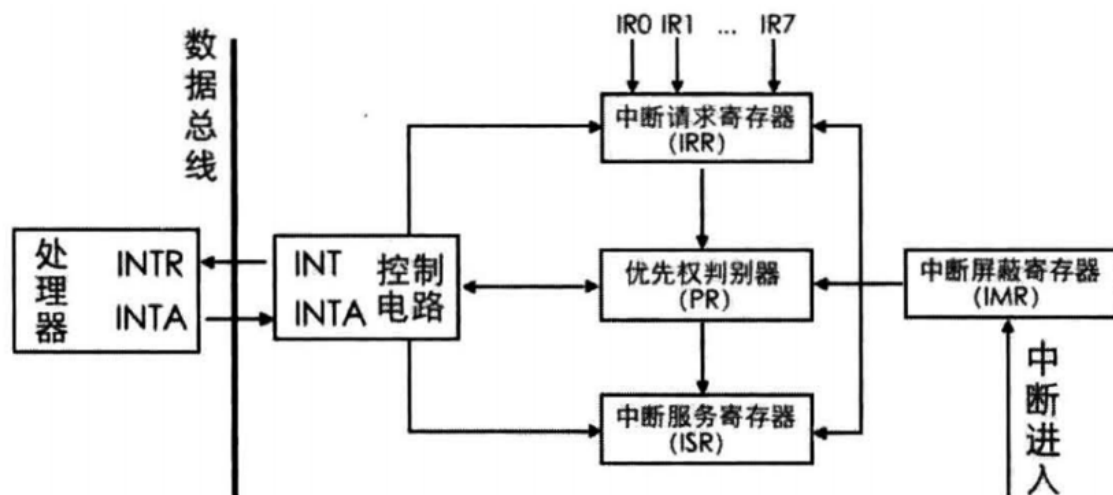 数据总线
IR0 IR1 ... IR7
中断请求寄存器
(IRR)
处理器
INTR
INTA
INT
INTA
控制电路
优先权判别器
(PR)
中断屏蔽寄存器
(IMR)
中断服务寄存器
(ISR)
中断进入